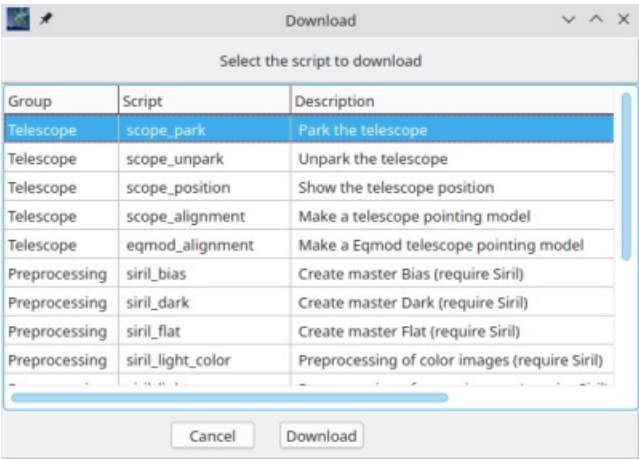 Download
Select the script to download
Group Script Description
Telescope scope_park Park the telescope
Telescope scope_unpark Unpark the telescope
Telescope scope_position Show the telescope position
Telescope scope_alignment Make a telescope pointing model
Telescope eqmod_alignment Make a Eqmod telescope pointing model
Preprocessing siril_bias Create master Bias (require Siril)
Preprocessing siril_dark Create master Dark (require Siril)
Preprocessing siril_flat Create master Flat (require Siril)
Preprocessing siril_light_color Preprocessing of color images (require Siril)
Cancel Download